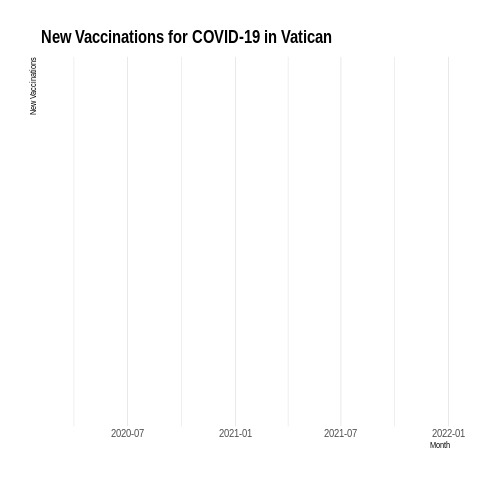 New Vaccinations for COVID-19 in Vatican
New Vaccinations
2020-07 2021-01 2021-07 2022-01
Month